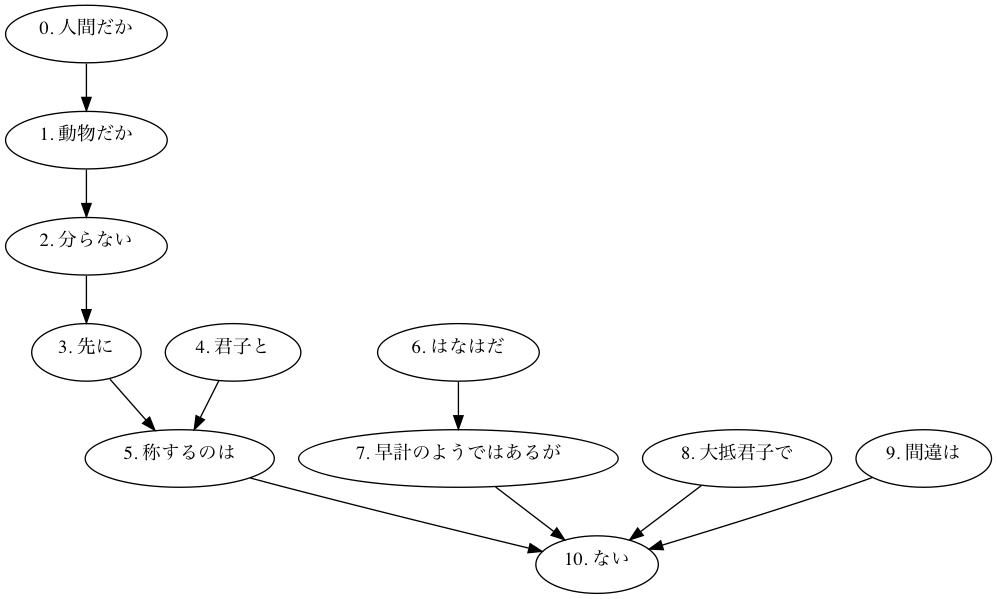 0. 人間だか
1. 動物だか
2. 分らない
3. 先に
4. 君子と
6. はなはだ
5. 称するのは
7. 早計のようではあるが
8. 大抵君子で
9. 間違は
10. ない